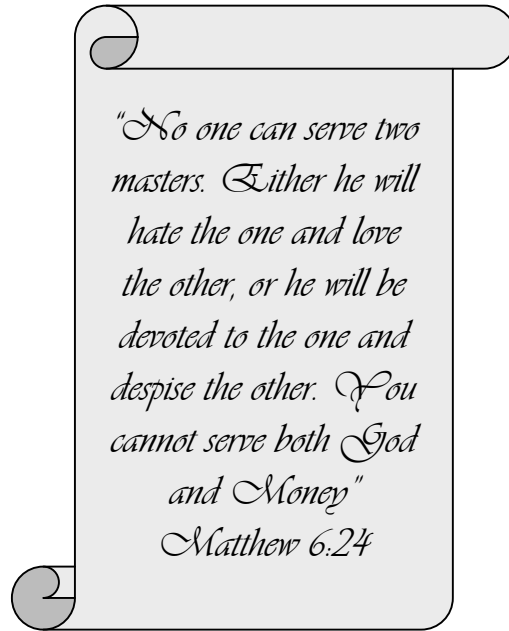 “No one can serve two
masters. Either he will
hate the one and love
the other, or he will be
devoted to the one and
despise the other. You
cannot serve both God
and Money”
Matthew 6:24